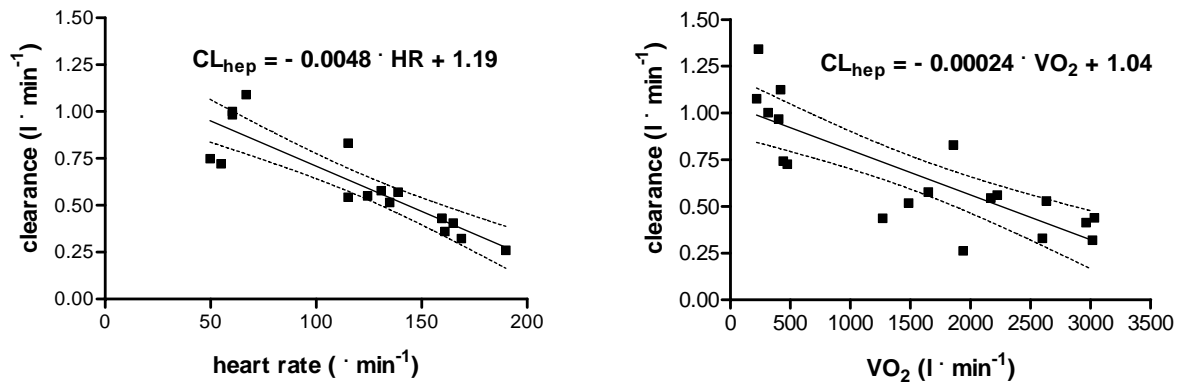 1.50
1.25
1.00
0.75
0.50
0.25
0.00
clearance (l · min⁻¹)
CL_hep = - 0.0048 · HR + 1.19
0 50 100 150 200
heart rate ( · min⁻¹)
1.50
1.25
1.00
0.75
0.50
0.25
0.00
clearance (l · min⁻¹)
CL_hep = - 0.00024 · VO₂ + 1.04
0 500 1000 1500 2000 2500 3000 3500
VO₂ (l · min⁻¹)